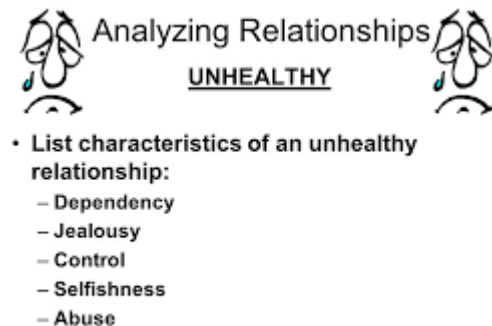 Analyzing Relationships
UNHEALTHY
• List characteristics of an unhealthy
relationship:
– Dependency
– Jealousy
– Control
– Selfishness
– Abuse